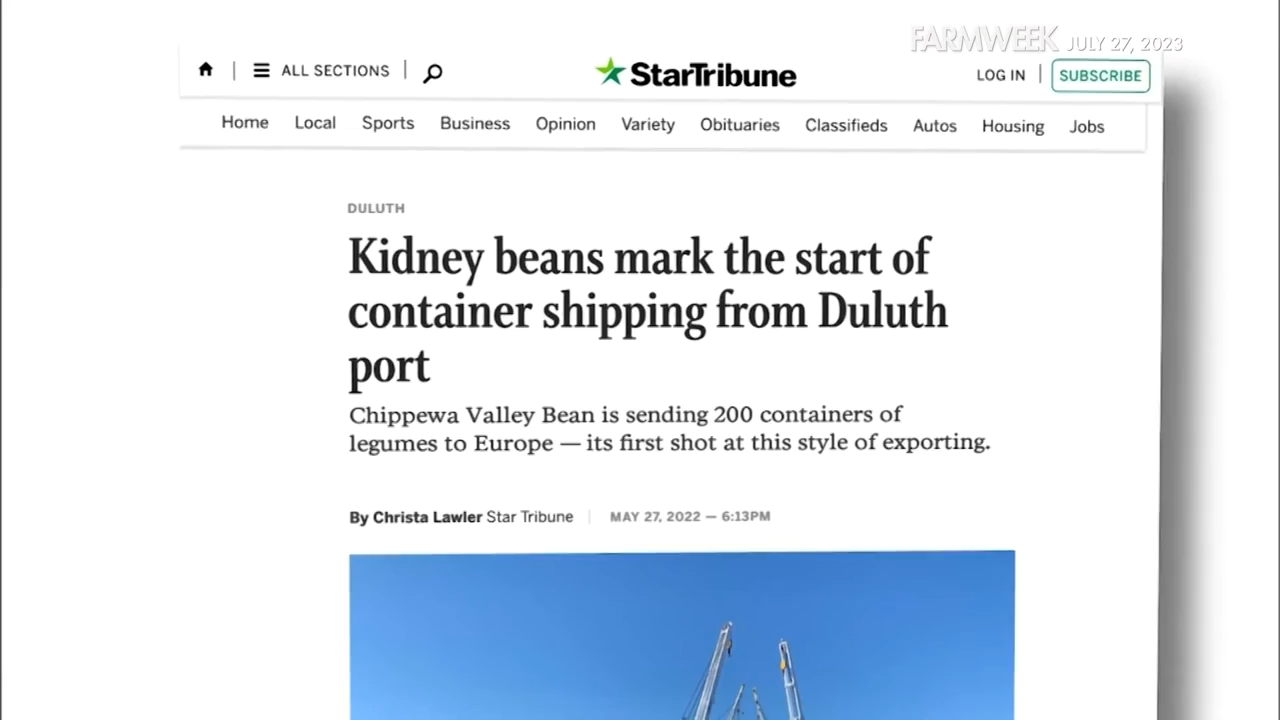 FARMWEEK JULY 27, 2023
ALL SECTIONS
StarTribune
LOG IN
SUBSCRIBE
Home Local Sports Business Opinion Variety Obituaries Classifieds Autos Housing Jobs
DULUTH
Kidney beans mark the start of
container shipping from Duluth
port
Chippewa Valley Bean is sending 200 containers of
legumes to Europe — its first shot at this style of exporting.
By Christa Lawler Star Tribune MAY 27, 2022 — 6:13PM